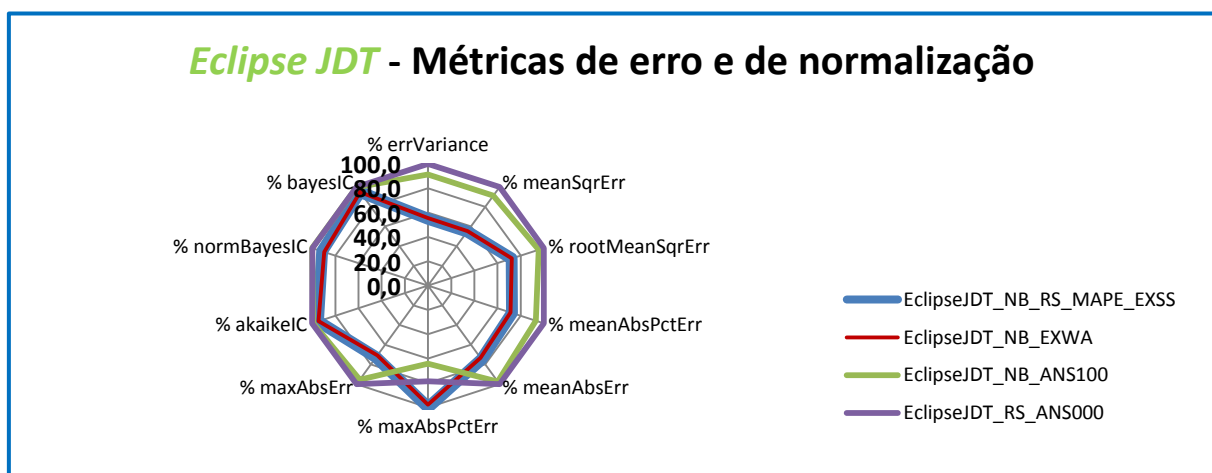 Eclipse JDT - Métricas de erro e de normalização
% errVariance
% meanSqrErr
% rootMeanSqrErr
% meanAbsPctErr
% meanAbsErr
% maxAbsPctErr
% maxAbsErr
% akaikeIC
% normBayesIC
% bayesIC
100,0
80,0
60,0
40,0
20,0
0,0
EclipseJDT_NB_RS_MAPE_EXSS
EclipseJDT_NB_EXWA
EclipseJDT_NB_ANS100
EclipseJDT_RS_ANS000